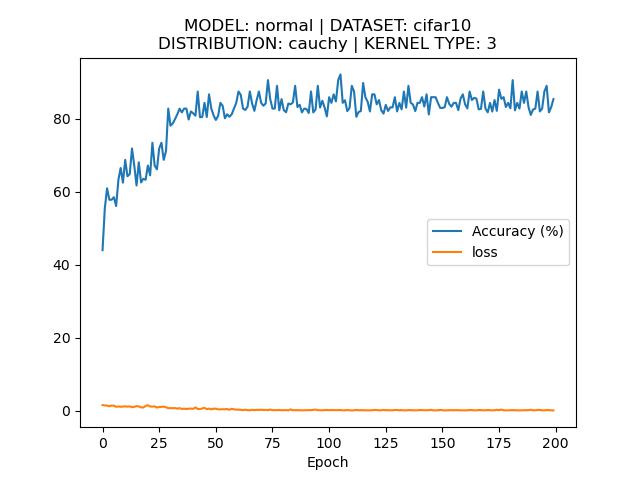 MODEL: normal | DATASET: cifar10
DISTRIBUTION: cauchy | KERNEL TYPE: 3
80
60
40
20
0
Accuracy (%)
loss
0 25 50 75 100 125 150 175 200
Epoch